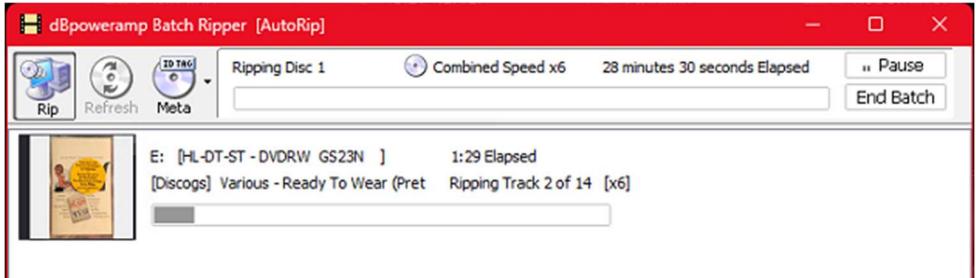 dBpoweramp Batch Ripper [AutoRip]
Rip
Refresh
ID TAG
Meta
Ripping Disc 1
Combined Speed x6
28 minutes 30 seconds Elapsed
Pause
End Batch
E: [HL-DT-ST - DVDRW GS23N ]
1:29 Elapsed
[Discogs] Various - Ready To Wear (Pret
Ripping Track 2 of 14 [x6]